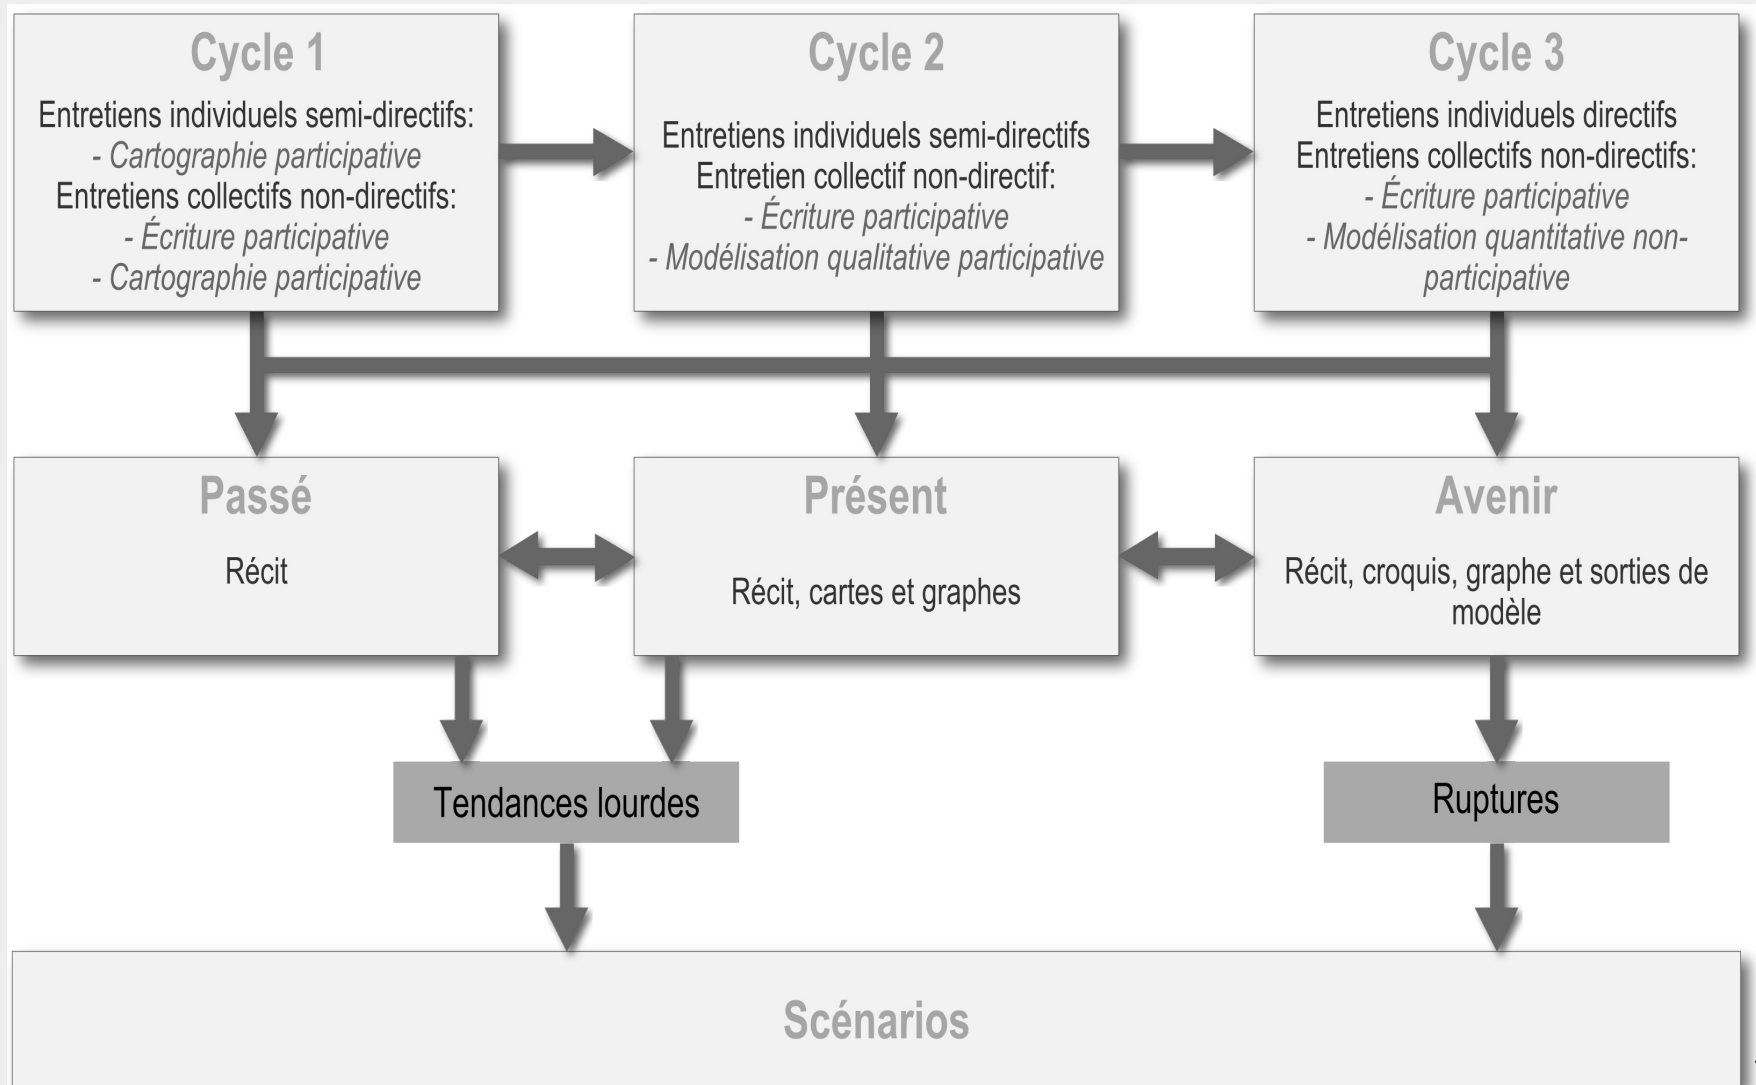 Cycle 1
Entretiens individuels semi-directifs:
- Cartographie participative
Entretiens collectifs non-directifs:
- Écriture participative
- Cartographie participative
Cycle 2
Entretiens individuels semi-directifs
Entretien collectif non-directif:
- Écriture participative
- Modélisation qualitative participative
Cycle 3
Entretiens individuels directifs
Entretiens collectifs non-directifs:
- Écriture participative
- Modélisation quantitative non-
participative
Passé
Récit
Présent
Récit, cartes et graphes
Avenir
Récit, croquis, graphe et sorties de
modèle
Tendances lourdes
Ruptures
Scénarios